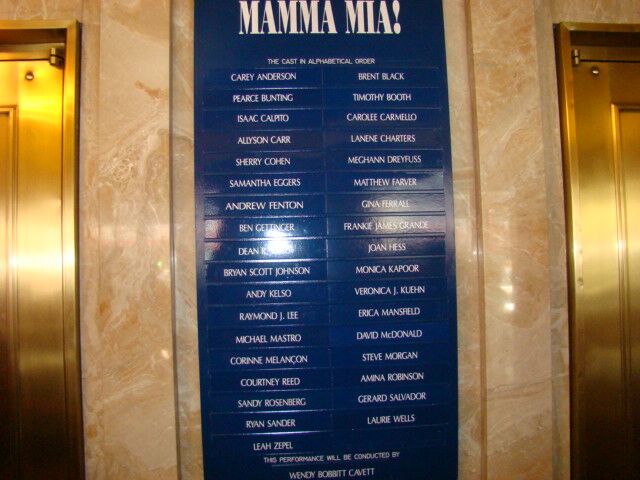 MAMMA MIA!
THE CAST IN ALPHABETICAL ORDER
CAREY ANDERSON BRENT BLACK
PEARCE BUNTING TIMOTHY BOOTH
ISAAC CALPITO CAROLEE CARMELLO
ALLYSON CARR LANENE CHARTERS
SHERRY COHEN MEGHANN DREYFUSS
SAMANTHA EGGERS MATTHEW FARVER
ANDREW FENTON GINA FERRALL
BEN GETTINGER FRANKIE JAMES GRANDE
DEAN JOAN HESS
BRYAN SCOTT JOHNSON MONICA KAPOOR
ANDY KELSO VERONICA J. KUEHN
RAYMOND J. LEE ERICA MANSFIELD
MICHAEL MASTRO DAVID McDONALD
CORINNE MELANÇON STEVE MORGAN
COURTNEY REED AMINA ROBINSON
SANDY ROSENBERG GERARD SALVADOR
RYAN SANDER LAURIE WELLS
LEAH ZEPEL
THIS PERFORMANCE WILL BE CONDUCTED BY
WENDY BOBBITT CAVETT